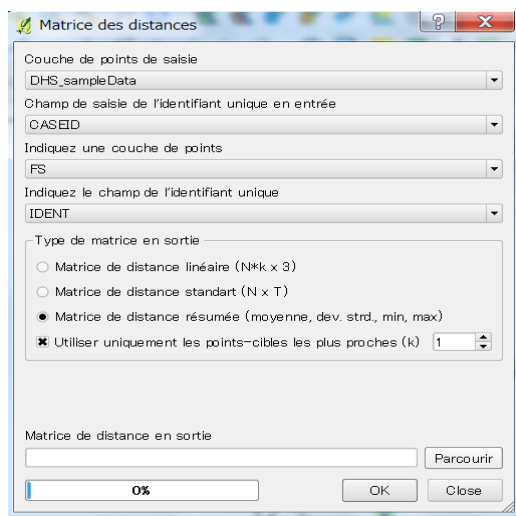 Matrice des distances
Couche de points de saisie
DHS_sampleData
Champ de saisie de l'identifiant unique en entrée
CASEID
Indiquez une couche de points
FS
Indiquez le champ de l'identifiant unique
IDENT
Type de matrice en sortie
Matrice de distance linéaire (N*k x 3)
Matrice de distance standart (N x T)
Matrice de distance résumée (moyenne, dev. strd., min, max)
Utiliser uniquement les points-cibles les plus proches (k) 1
Matrice de distance en sortie
Parcourir
0% OK Close